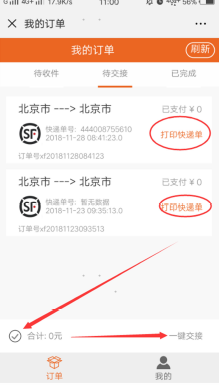 11:00
56%
× 我的订单 ···
我的订单 刷新
待收件 待交接 已完成
北京市 ---> 北京市 已支付 ¥ 0
SF 快递单号: 444008755610 打印快递单
2018-11-28 08:41:23.0
订单号xf20181128084123
北京市 ---> 北京市 已支付 ¥ 0
SF 快递单号: 暂无数据 打印快递单
2018-11-23 09:35:13.0
订单号xf20181123093513
合计: 0元 一键交接
订单 我的